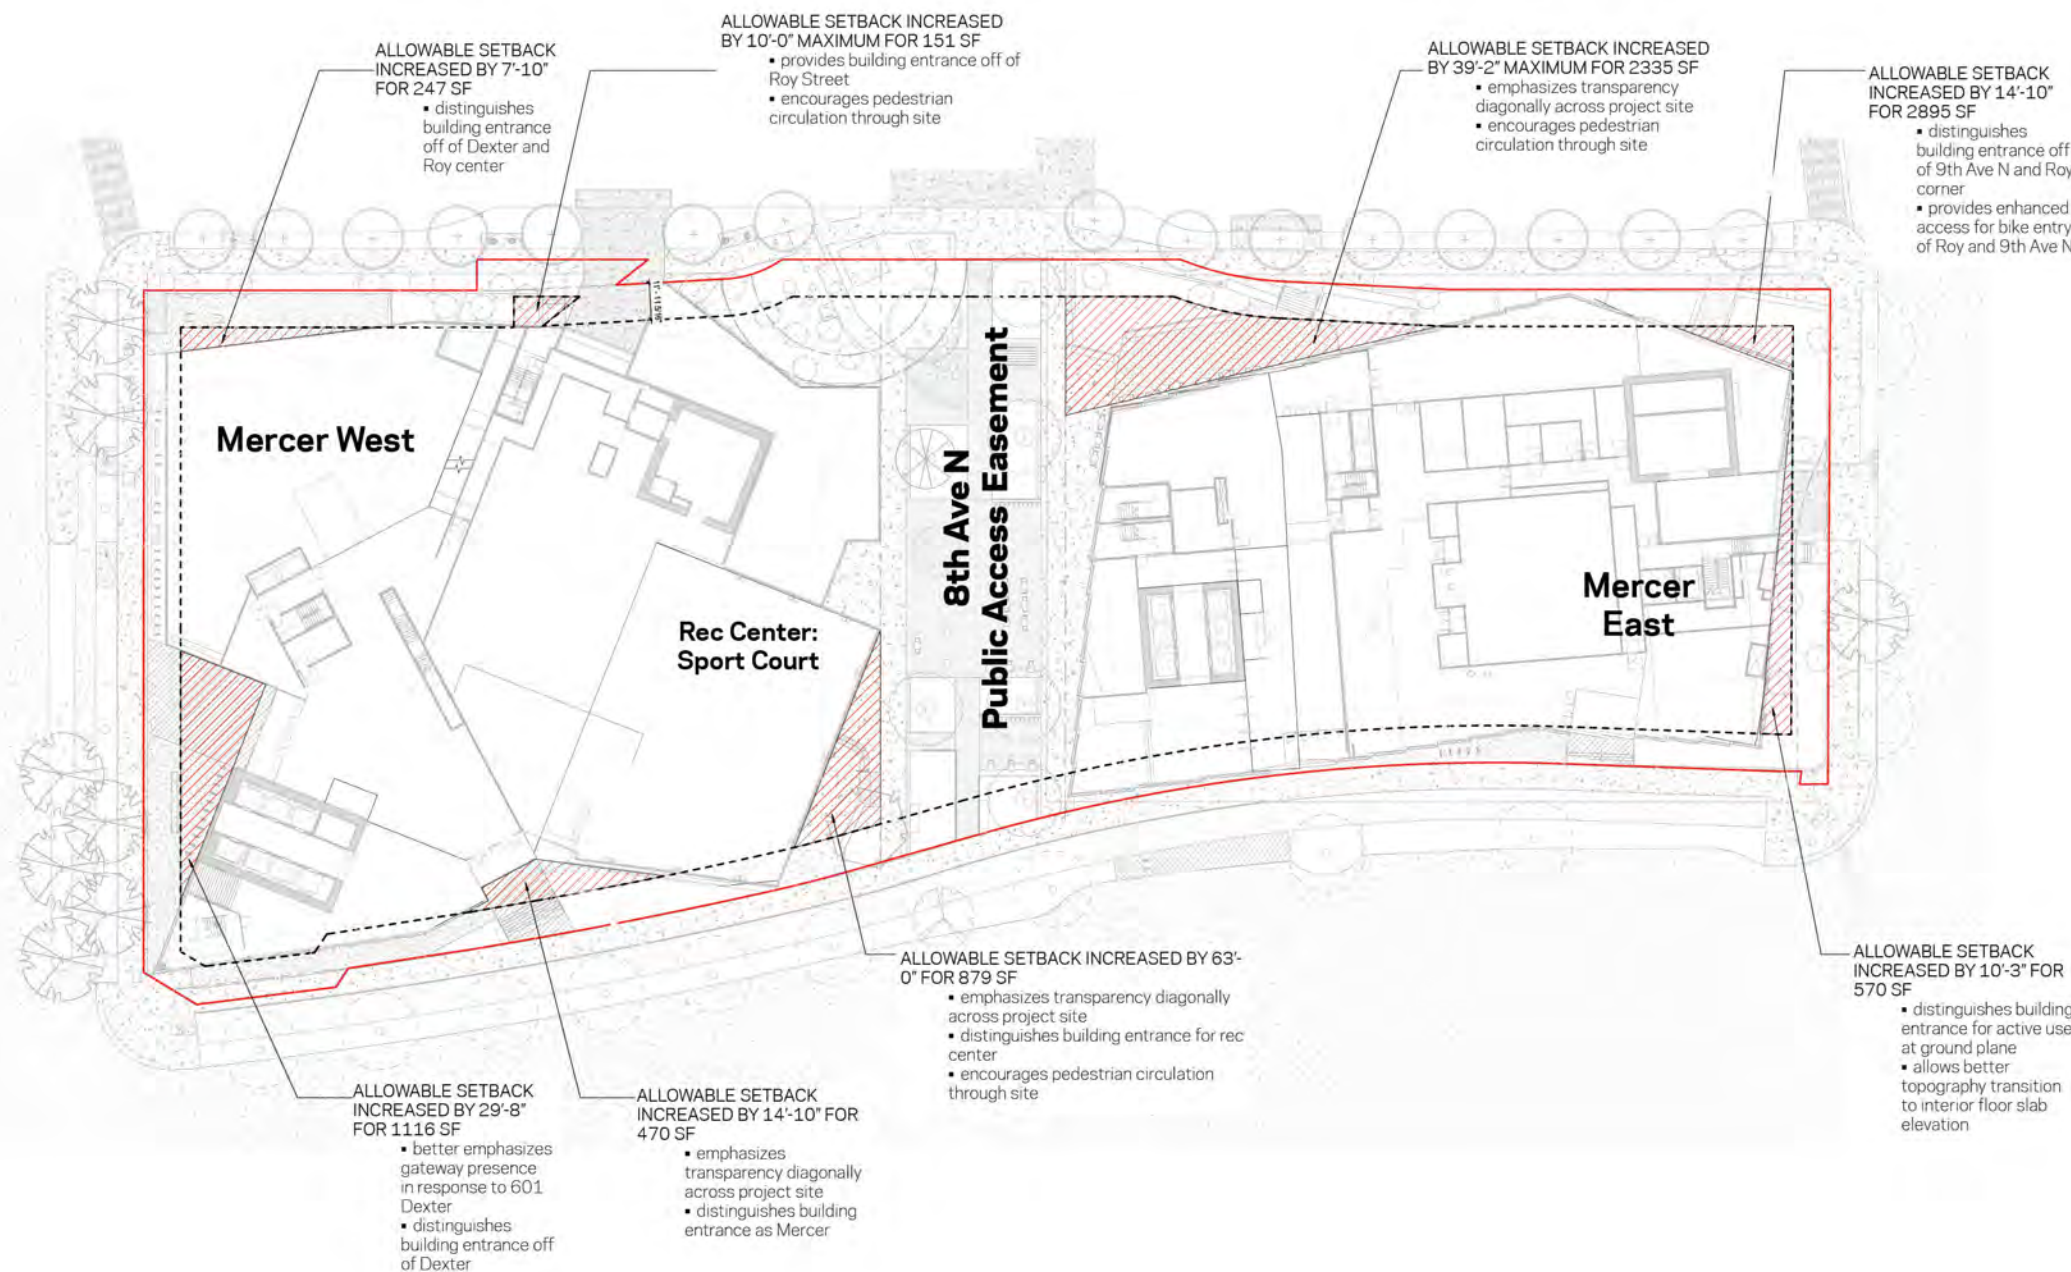 ALLOWABLE SETBACK INCREASED
BY 10'-0" MAXIMUM FOR 151 SF
▪ provides building entrance off of
Roy Street
▪ encourages pedestrian
circulation through site
ALLOWABLE SETBACK
INCREASED BY 7'-10"
FOR 247 SF
▪ distinguishes
building entrance
off of Dexter and
Roy center
ALLOWABLE SETBACK INCREASED
BY 39'-2" MAXIMUM FOR 2335 SF
▪ emphasizes transparency
diagonally across project site
▪ encourages pedestrian
circulation through site
ALLOWABLE SETBACK
INCREASED BY 14'-10"
FOR 2895 SF
▪ distinguishes
building entrance off
of 9th Ave N and Roy
corner
▪ provides enhanced
access for bike entry
of Roy and 9th Ave N
Mercer West
8th Ave N
Public Access Easement
Rec Center:
Sport Court
Mercer
East
ALLOWABLE SETBACK INCREASED BY 63'-
0" FOR 879 SF
▪ emphasizes transparency diagonally
across project site
▪ distinguishes building entrance for rec
center
▪ encourages pedestrian circulation
through site
ALLOWABLE SETBACK
INCREASED BY 10'-3" FOR
570 SF
▪ distinguishes building
entrance for active use
at ground plane
▪ allows better
topography transition
to interior floor slab
elevation
ALLOWABLE SETBACK
INCREASED BY 29'-8"
FOR 1116 SF
▪ better emphasizes
gateway presence
in response to 601
Dexter
▪ distinguishes
building entrance off
of Dexter
ALLOWABLE SETBACK
INCREASED BY 14'-10" FOR
470 SF
▪ emphasizes
transparency diagonally
across project site
▪ distinguishes building
entrance as Mercer